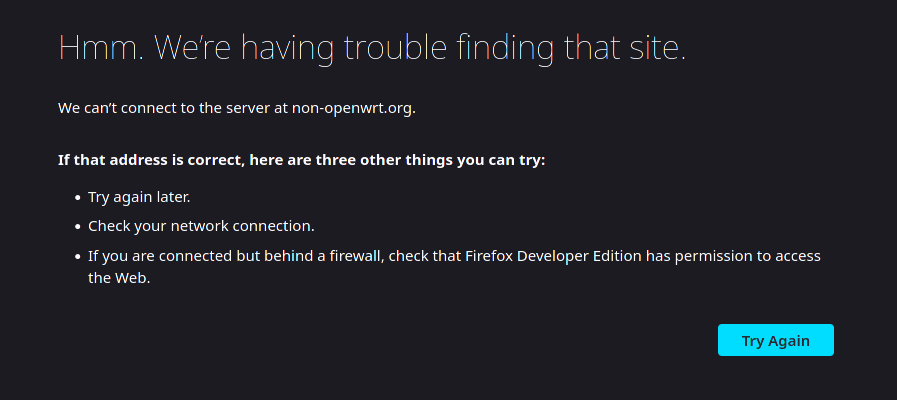 Hmm. We’re having trouble finding that site.
We can’t connect to the server at non-openwrt.org.
If that address is correct, here are three other things you can try:
• Try again later.
• Check your network connection.
• If you are connected but behind a firewall, check that Firefox Developer Edition has permission to access
the Web.
Try Again